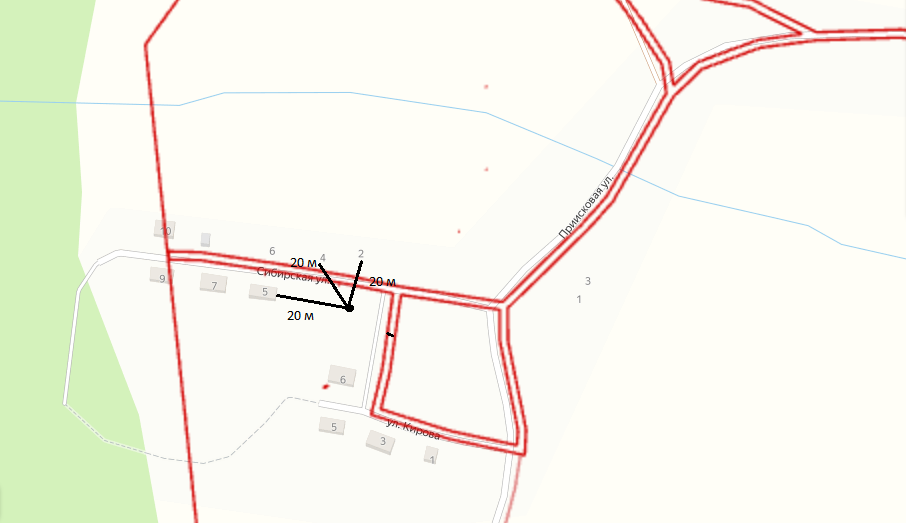 Приисковая ул.
10
6
4
2
20 м
20 м
Сибирская ул.
9
7
5
20 м
3
1
6
5
ул. Кирова
3
1